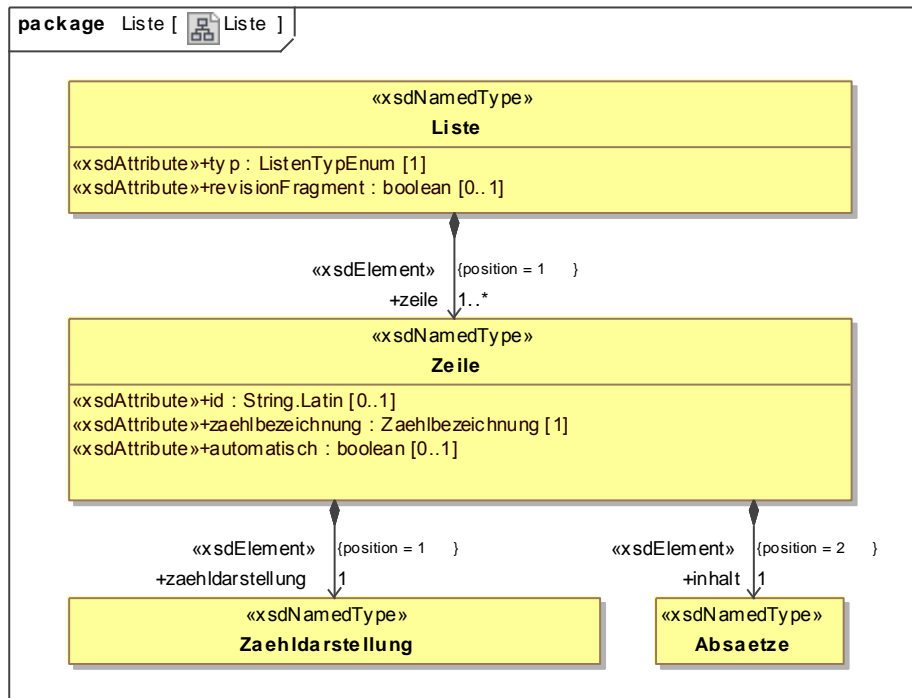 package Liste [ Liste ]
«xsdNamedType»
Liste
«xsdAttribute»+typ : ListenTypEnum [1]
«xsdAttribute»+revisionFragment : boolean [0..1]
«xsdElement» {position = 1 }
+zeile 1..*
«xsdNamedType»
Zeile
«xsdAttribute»+id : String.Latin [0..1]
«xsdAttribute»+zaehlbezeichnung : Zaehlbezeichnung [1]
«xsdAttribute»+automatisch : boolean [0..1]
«xsdElement» {position = 1 }
+zaehldarstellung 1
«xsdElement» {position = 2 }
+inhalt 1
«xsdNamedType»
Zaehldarstellung
«xsdNamedType»
Absaetze